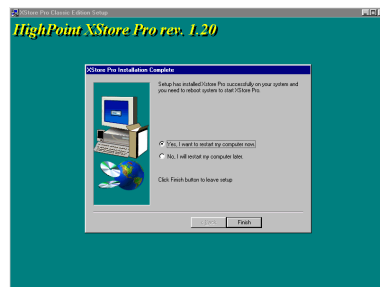 XStore Pro Classic Edition Setup
HighPoint XStore Pro rev. 1.20
XStore Pro Installation Complete
Setup has installed Xstore Pro successfully on your system and
you need to reboot system to start XStore Pro.
Yes, I want to restart my computer now.
No, I will restart my computer later.
Click Finish button to leave setup
Finish